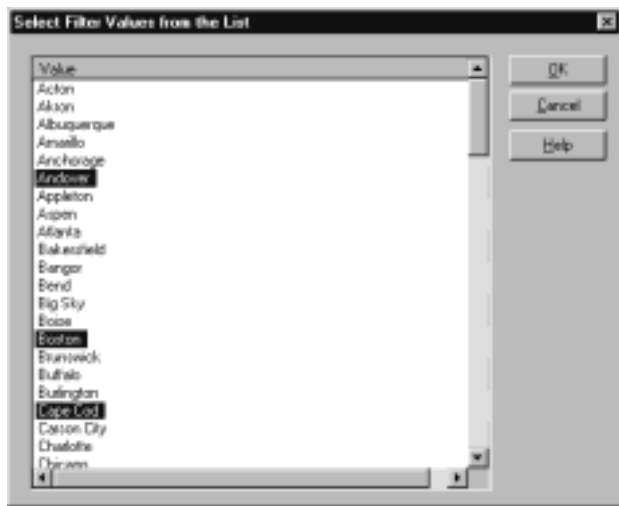 Select Filter Values from the List
Value
OK
Acton
Akron
Cancel
Albuquerque
Amarillo
Help
Anchorage
Andover
Appleton
Aspen
Atlanta
Bakersfield
Bangor
Bend
Big Sky
Boise
Boston
Brunswick
Buffalo
Burlington
Cape Cod
Carson City
Charlotte
Chicago